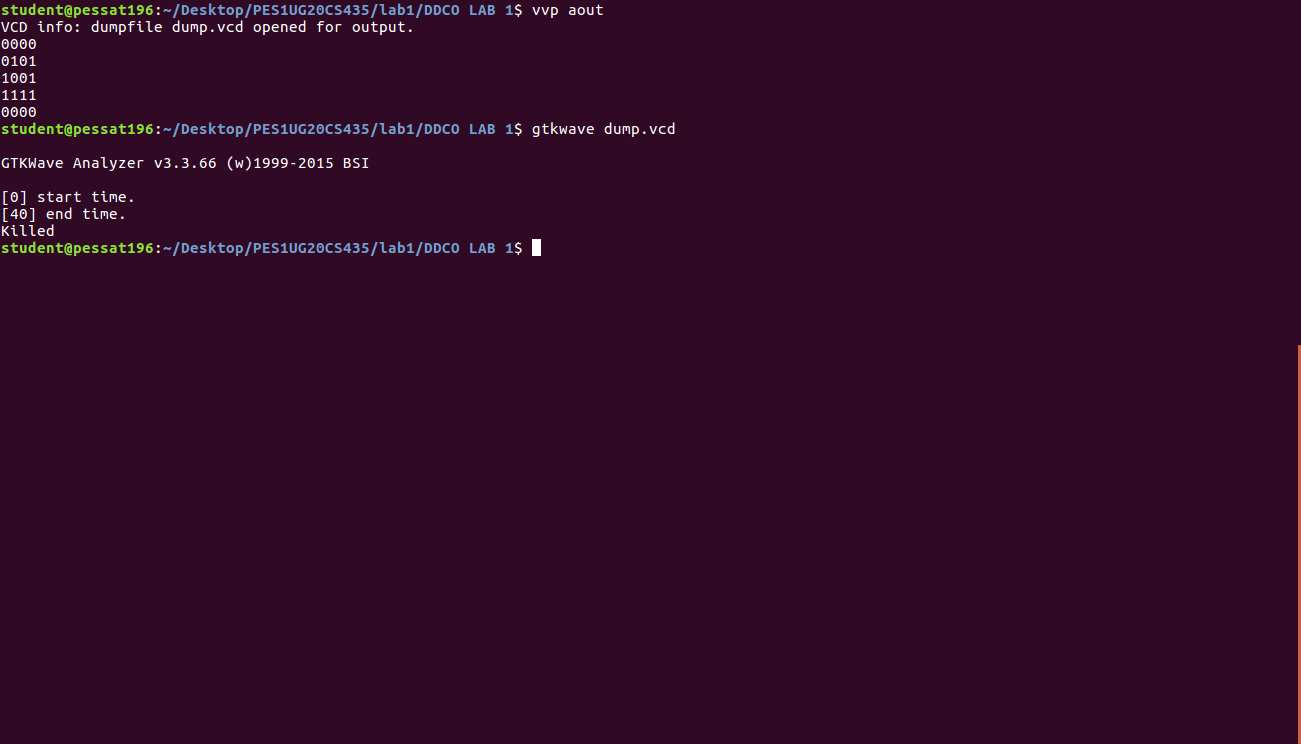 student@pessat196:~/Desktop/PES1UG20CS435/lab1/DDCO LAB 1$ vvp aout
VCD info: dumpfile dump.vcd opened for output.
0000
0101
1001
1111
0000
student@pessat196:~/Desktop/PES1UG20CS435/lab1/DDCO LAB 1$ gtkwave dump.vcd
GTKWave Analyzer v3.3.66 (w)1999-2015 BSI
[0] start time.
[40] end time.
Killed
student@pessat196:~/Desktop/PES1UG20CS435/lab1/DDCO LAB 1$